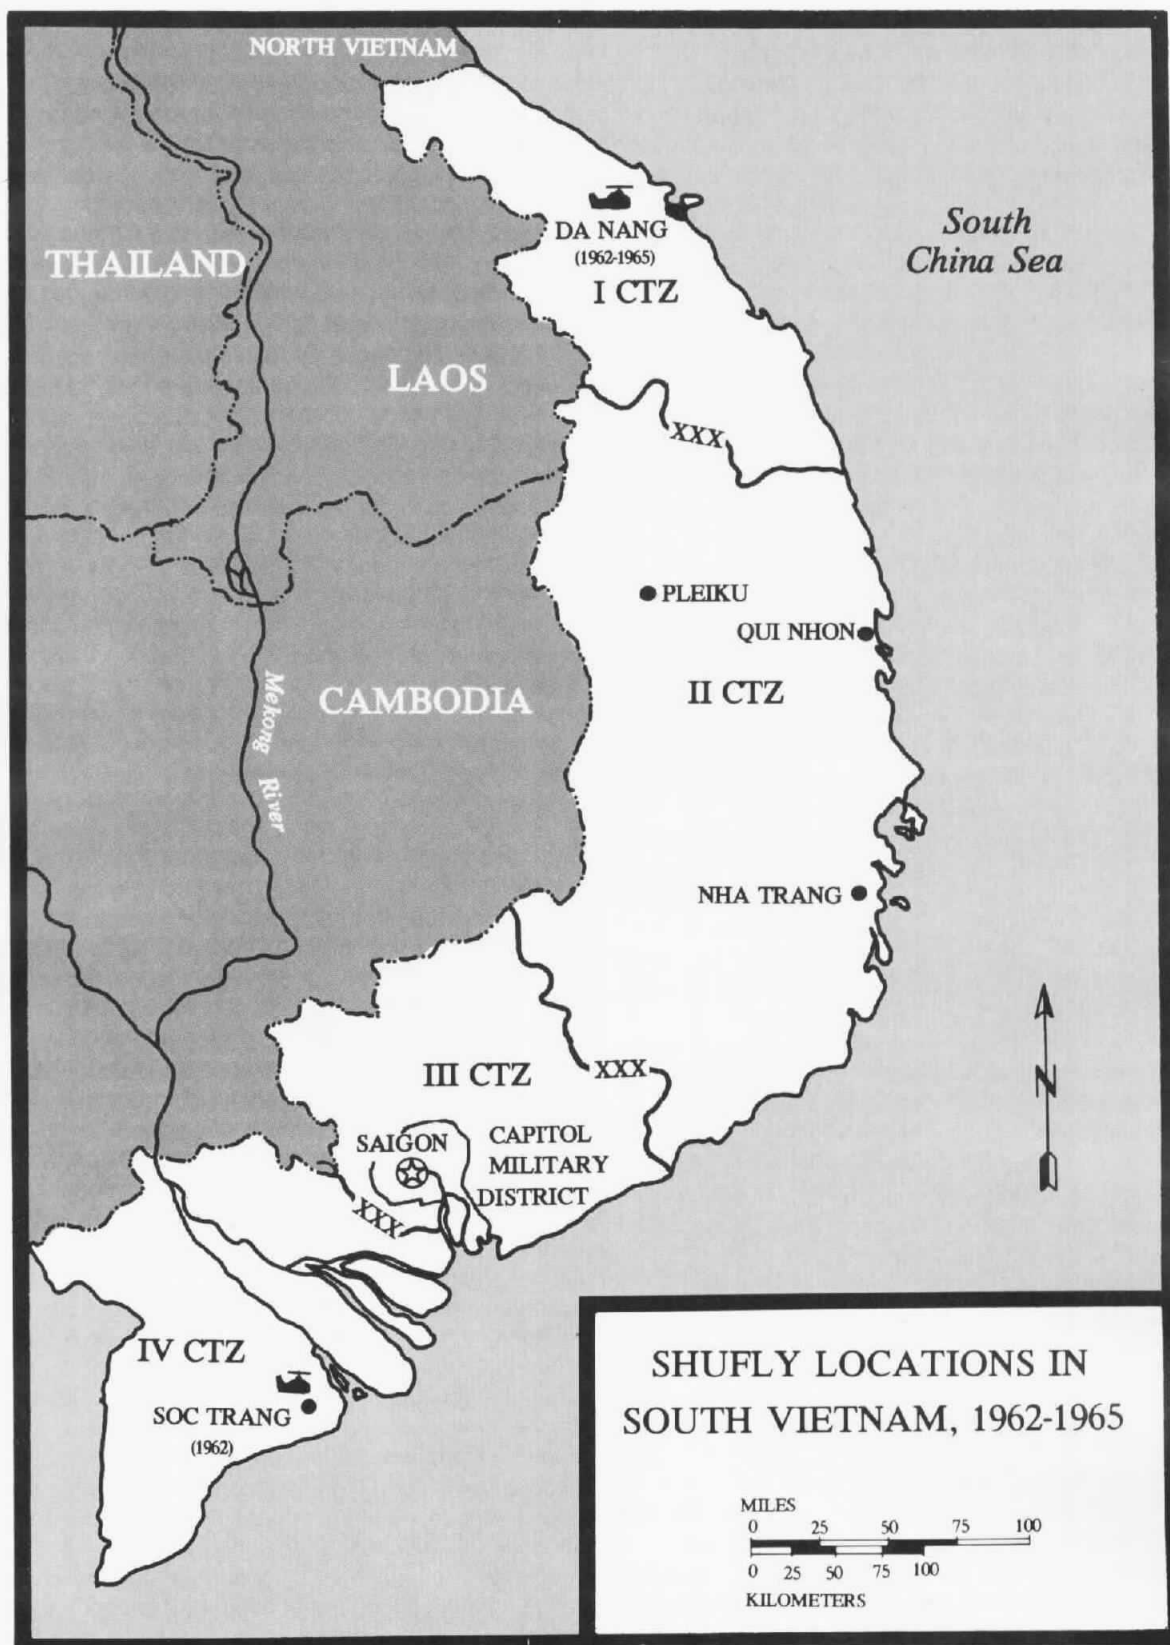 NORTH VIETNAM
South
China Sea
DA NANG
(1962-1965)
I CTZ
THAILAND
LAOS
XXX
PLEIKU
QUI NHON
II CTZ
CAMBODIA
Mekong River
NHA TRANG
N
III CTZ
XXX
SAIGON
CAPITOL
MILITARY
DISTRICT
XXX
IV CTZ
SOC TRANG
(1962)
SHUFLY LOCATIONS IN
SOUTH VIETNAM, 1962-1965
MILES
0 25 50 75 100
0 25 50 75 100
KILOMETERS